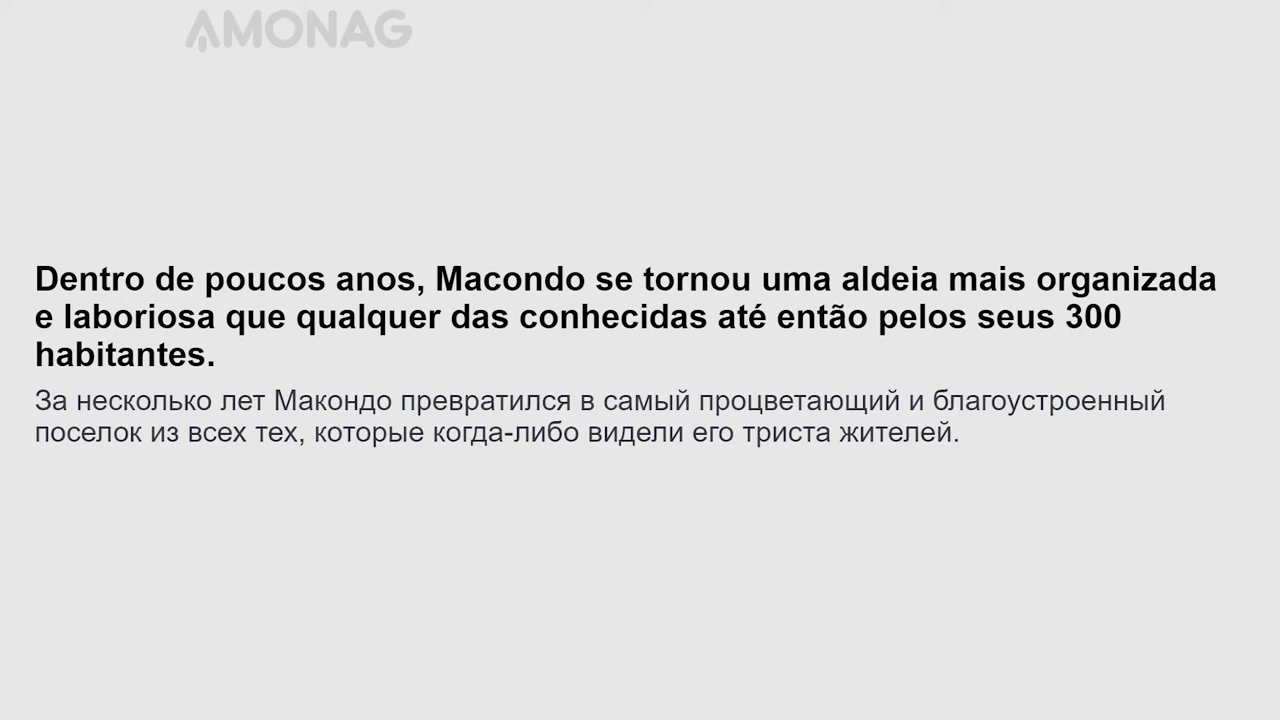 AMONAG
Dentro de poucos anos, Macondo se tornou uma aldeia mais organizada
e laboriosa que qualquer das conhecidas até então pelos seus 300
habitantes.
За несколько лет Макондо превратился в самый процветающий и благоустроенный
поселок из всех тех, которые когда-либо видели его триста жителей.